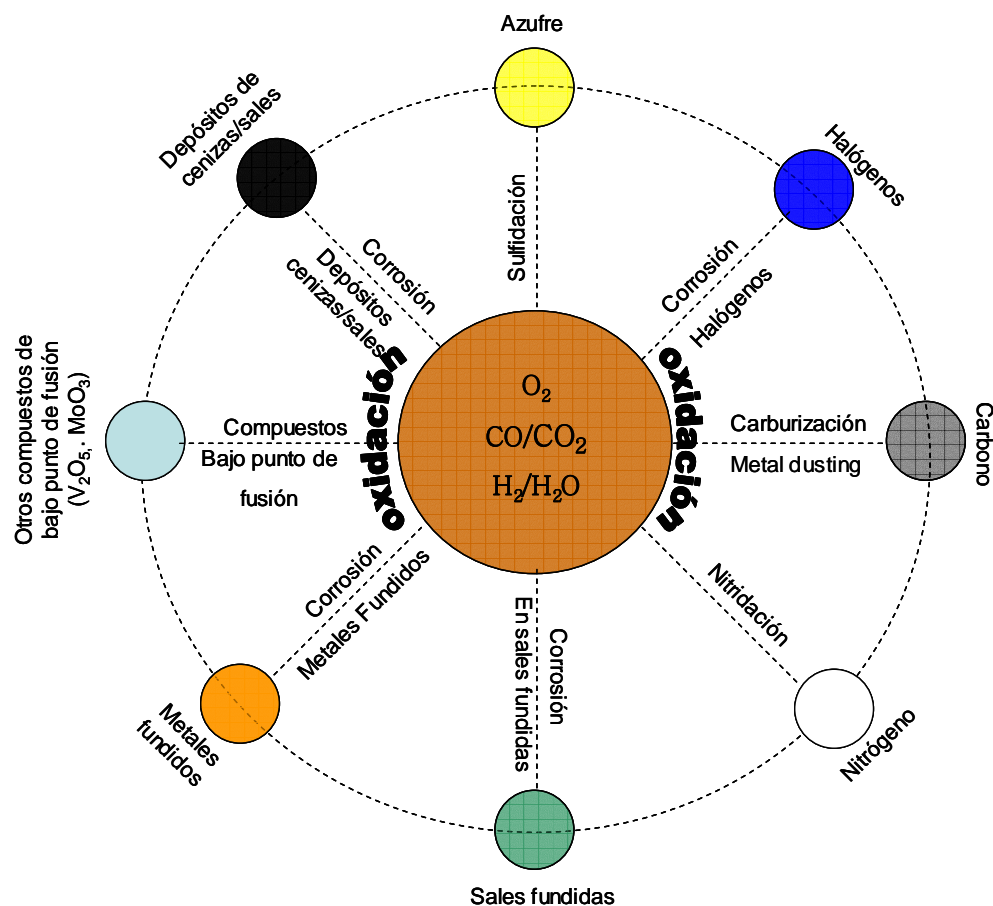 Azufre
Depósitos de
cenizas/sales
Halógenos
Sulfidación
Corrosión
Halógenos
Corrosión
Depósitos
cenizas/sales
oxidación
oxidación
O₂
CO/CO₂
H₂/H₂O
Otros compuestos de
bajo punto de fusión
(V₂O₅, MoO₃)
Compuestos
Bajo punto de
fusión
Carburización
Metal dusting
Carbono
Corrosión
Metales Fundidos
Nitridación
Corrosión
En sales fundidas
Metales
fundidos
Nitrógeno
Sales fundidas